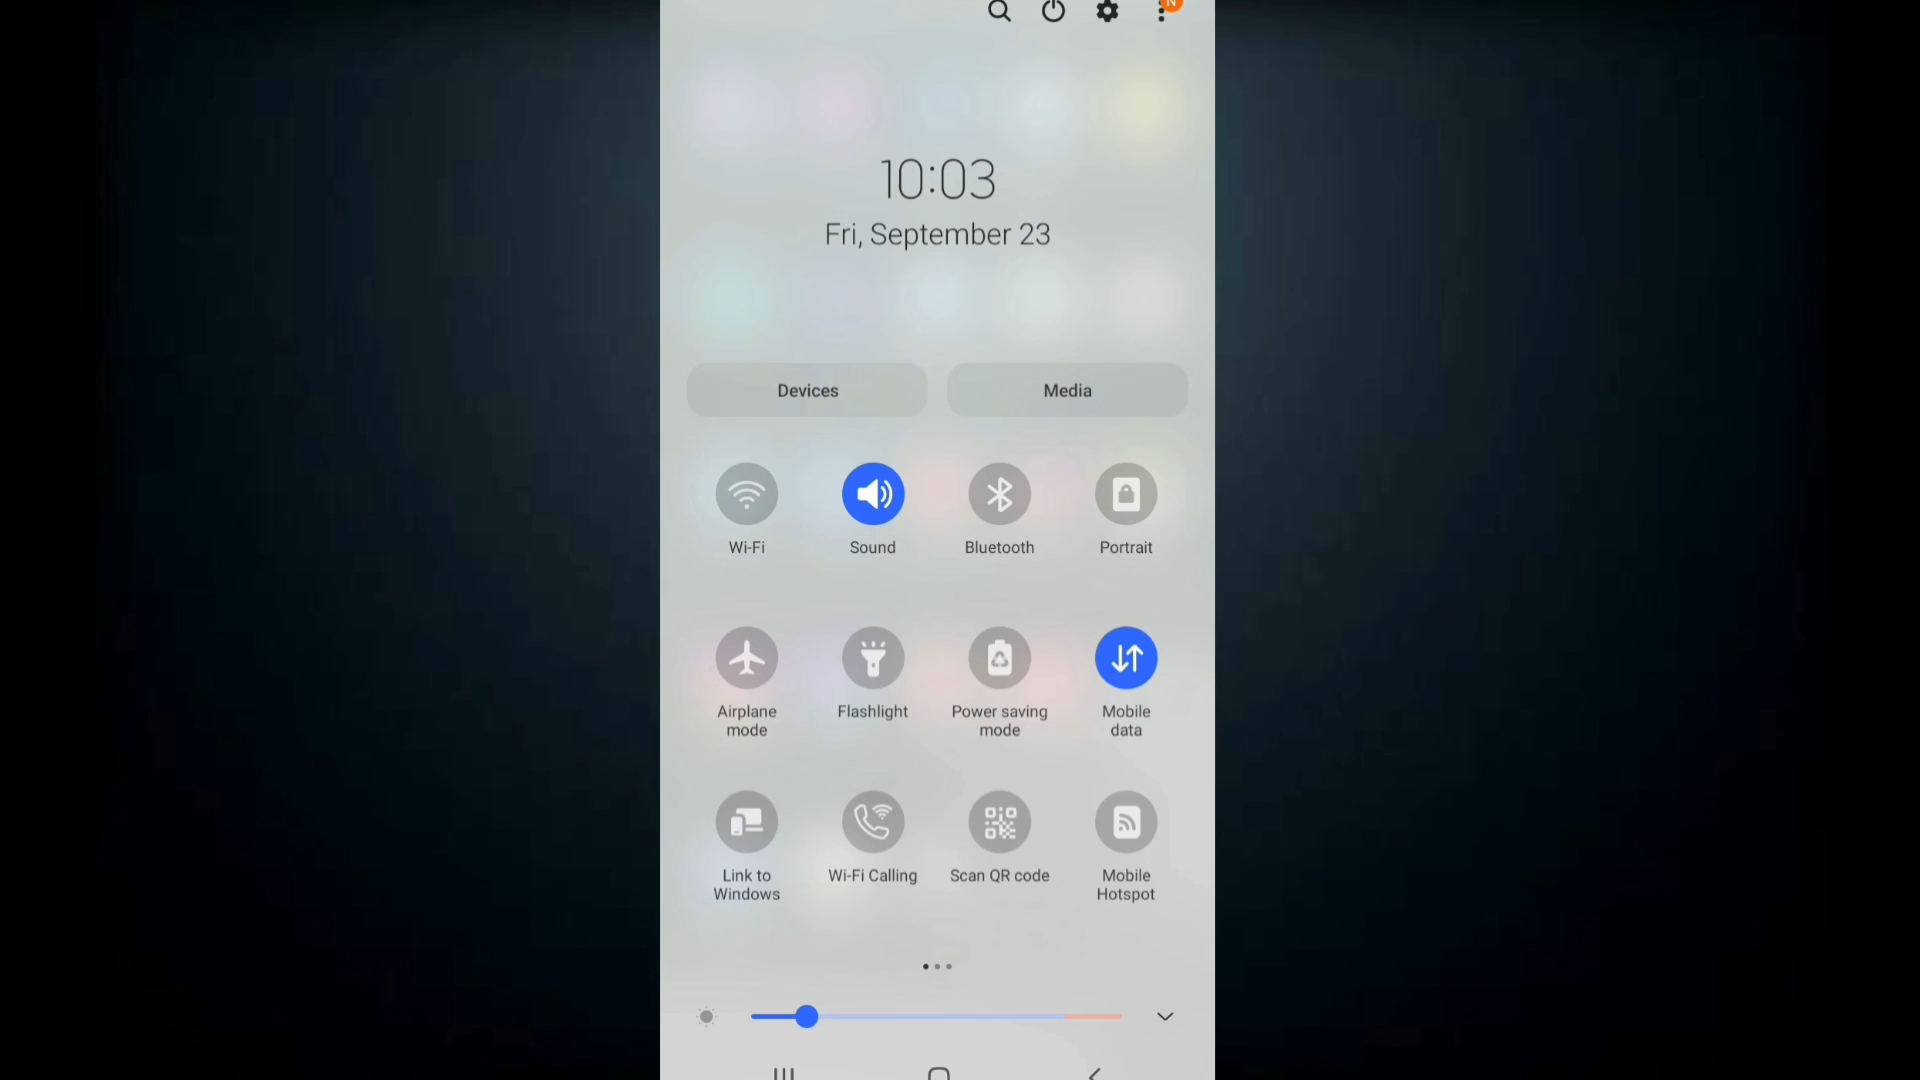 N
10:03
Fri, September 23
Devices Media
Wi-Fi Sound Bluetooth Portrait
Airplane mode Flashlight Power saving mode Mobile data
Link to Windows Wi-Fi Calling Scan QR code Mobile Hotspot